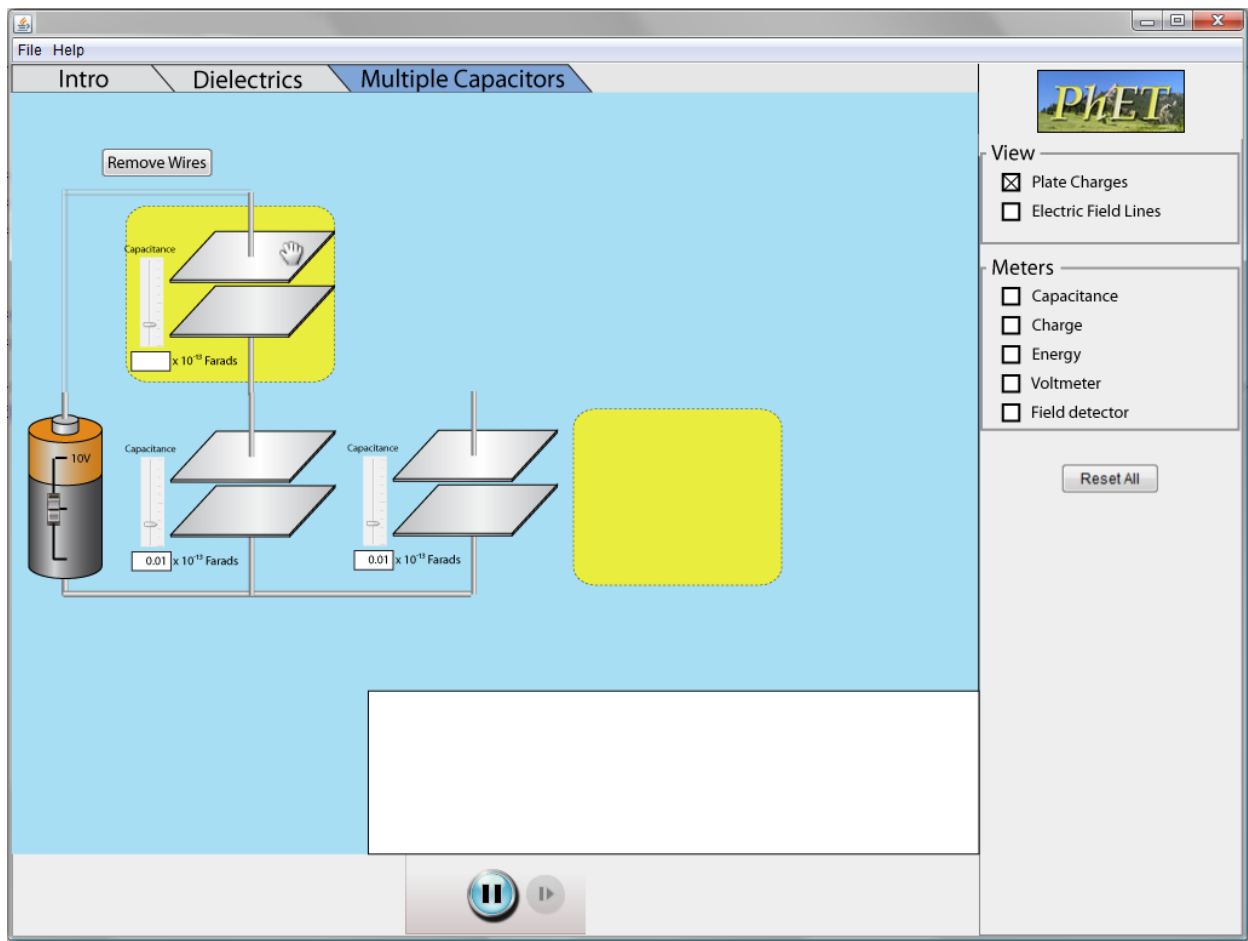 File Help
Intro Dielectrics Multiple Capacitors
PhET
Remove Wires
View
Plate Charges
Electric Field Lines
Capacitance
x 10⁻¹³ Farads
Meters
Capacitance
Charge
Energy
Voltmeter
Field detector
10V
Capacitance
0.01 x 10⁻¹³ Farads
Capacitance
0.01 x 10⁻¹³ Farads
Reset All